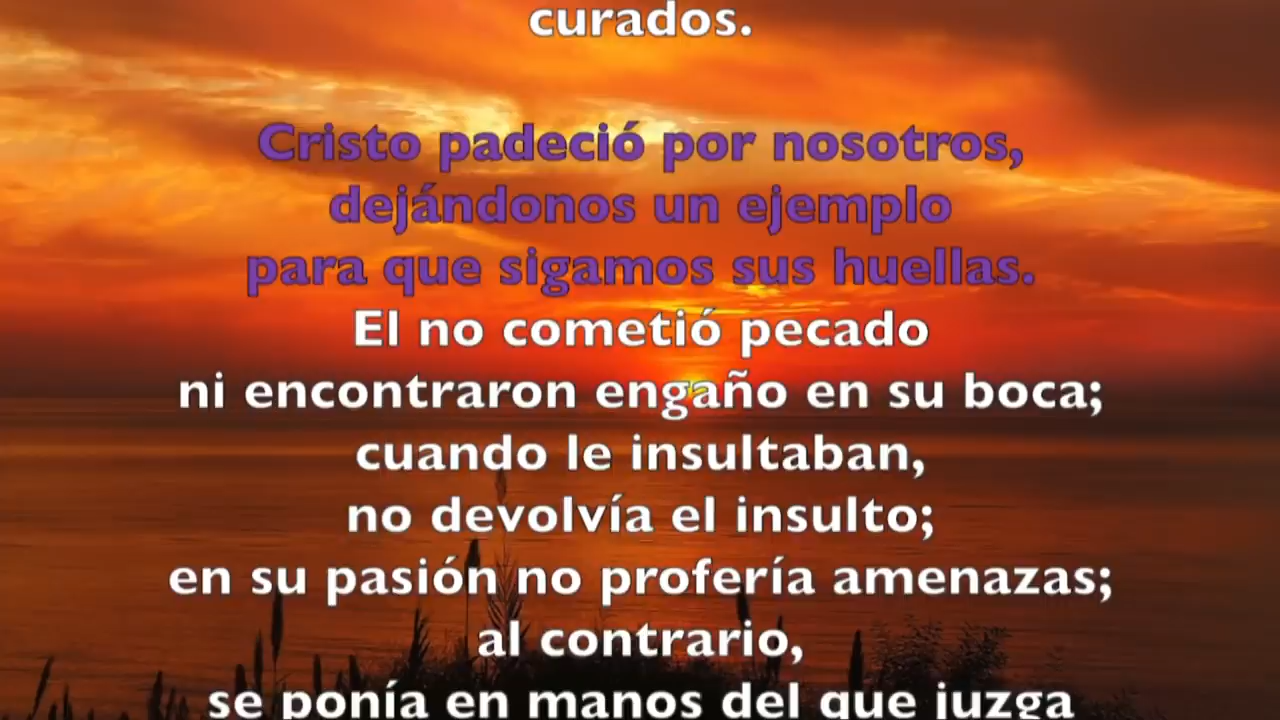 curados.
Cristo padeció por nosotros,
dejándonos un ejemplo
para que sigamos sus huellas.
El no cometió pecado
ni encontraron engaño en su boca;
cuando le insultaban,
no devolvía el insulto;
en su pasión no profería amenazas;
al contrario,
se ponía en manos del que juzga